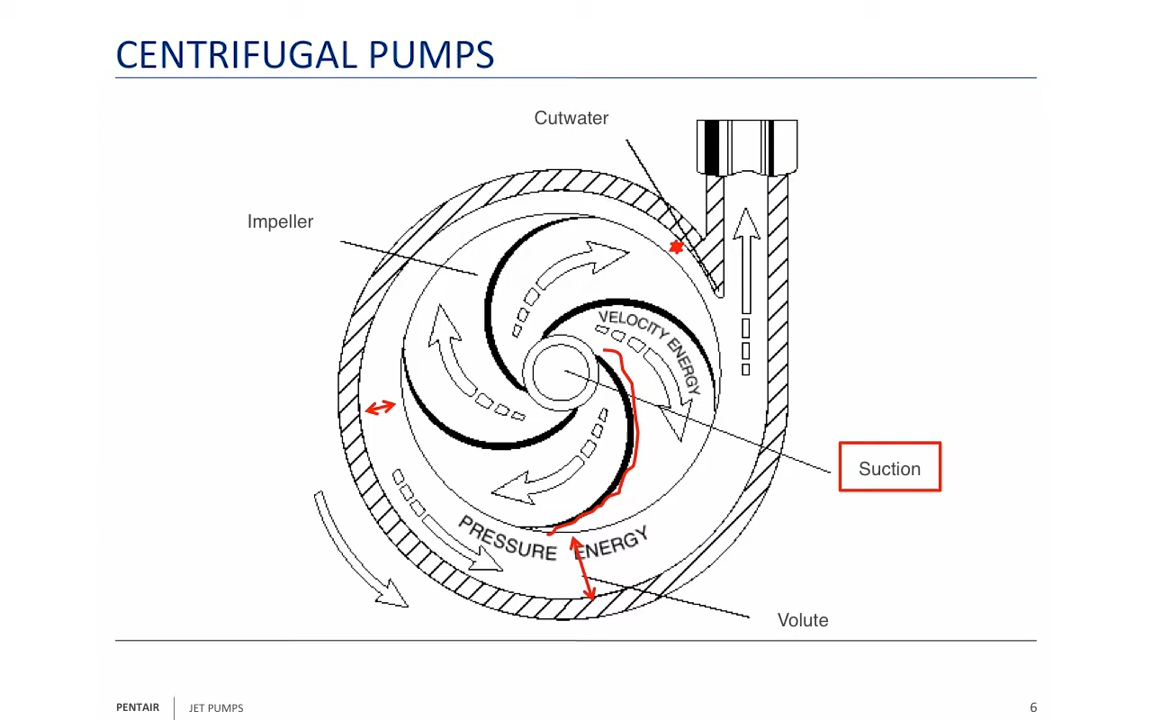 CENTRIFUGAL PUMPS
Cutwater
Impeller
VELOCITY ENERGY
Suction
PRESSURE ENERGY
Volute
PENTAIR JET PUMPS 6